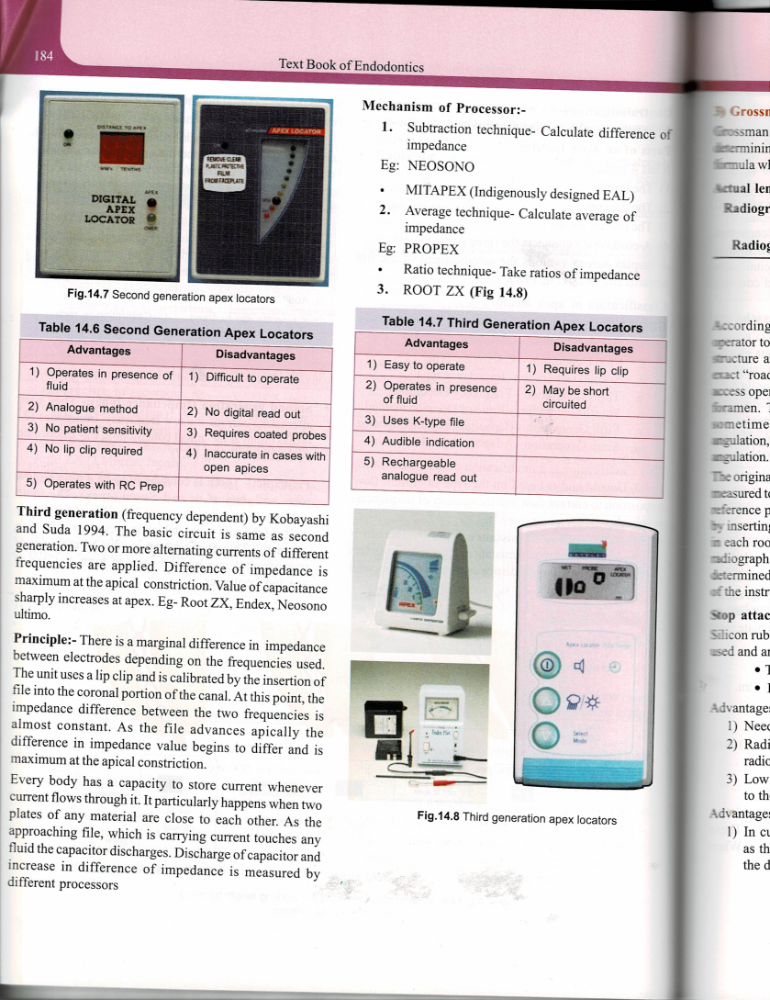 184
Text Book of Endodontics
DISTANCE TO APEX
ON
MM's TENTHS
APEX
DIGITAL
APEX
LOCATOR
OVER
APEX LOCATOR
REMOVE CLEAR
PLASTIC PROTECTIVE
FILM
FROM FACEPLATE
Fig.14.7 Second generation apex locators
Table 14.6 Second Generation Apex Locators
Advantages Disadvantages
1) Operates in presence of fluid 1) Difficult to operate
2) Analogue method 2) No digital read out
3) No patient sensitivity 3) Requires coated probes
4) No lip clip required 4) Inaccurate in cases with
open apices
5) Operates with RC Prep
Third generation (frequency dependent) by Kobayashi
and Suda 1994. The basic circuit is same as second
generation. Two or more alternating currents of different
frequencies are applied. Difference of impedance is
maximum at the apical constriction. Value of capacitance
sharply increases at apex. Eg- Root ZX, Endex, Neosono
ultimo.
Principle:- There is a marginal difference in impedance
between electrodes depending on the frequencies used.
The unit uses a lip clip and is calibrated by the insertion of
file into the coronal portion of the canal. At this point, the
impedance difference between the two frequencies is
almost constant. As the file advances apically the
difference in impedance value begins to differ and is
maximum at the apical constriction.
Every body has a capacity to store current whenever
current flows through it. It particularly happens when two
plates of any material are close to each other. As the
approaching file, which is carrying current touches any
fluid the capacitor discharges. Discharge of capacitor and
increase in difference of impedance is measured by
different processors
Mechanism of Processor:-
1. Subtraction technique- Calculate difference of
impedance
Eg: NEOSONO
• MITAPEX (Indigenously designed EAL)
2. Average technique- Calculate average of
impedance
Eg: PROPEX
• Ratio technique- Take ratios of impedance
3. ROOT ZX (Fig 14.8)
Table 14.7 Third Generation Apex Locators
Advantages Disadvantages
1) Easy to operate 1) Requires lip clip
2) Operates in presence 2) May be short
of fluid circuited
3) Uses K-type file
4) Audible indication
5) Rechargeable
analogue read out
WET PROBE APEX
LOCATOR
Apex Locator
Select
Mode
Fig.14.8 Third generation apex locators
3) Grossm
Grossman
determinin
formula wh
Actual len
Radiogr
Radiog
According
operator to
structure a
exact "road
access oper
foramen. T
sometime
angulation,
angulation.
The origina
measured to
reference p
by inserting
in each roo
radiograph
determined
of the instr
Stop attac
Silicon rub
used and ar
• T
• I
Advantages
1) Need
2) Radi
radio
3) Low
to th
Advantages
1) In cu
as th
the d